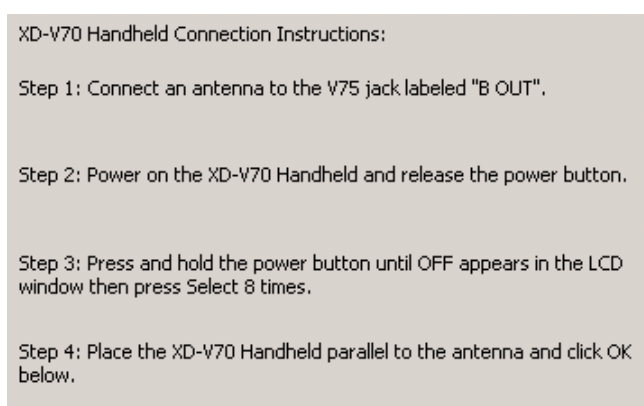 XD-V70 Handheld Connection Instructions:
Step 1: Connect an antenna to the V75 jack labeled "B OUT".
Step 2: Power on the XD-V70 Handheld and release the power button.
Step 3: Press and hold the power button until OFF appears in the LCD
window then press Select 8 times.
Step 4: Place the XD-V70 Handheld parallel to the antenna and click OK
below.